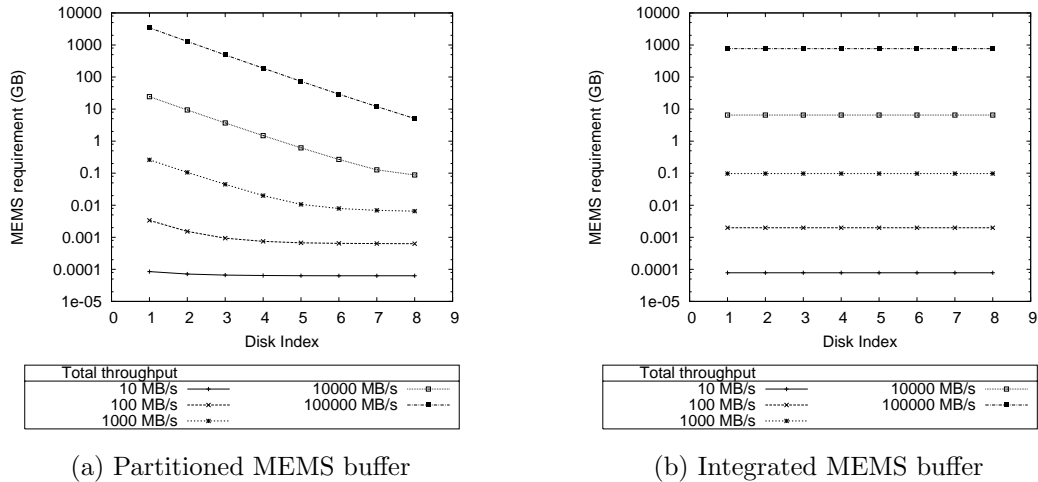 10000
1000
100
10
1
0.1
0.01
0.001
0.0001
1e-05
MEMS requirement (GB)
0 1 2 3 4 5 6 7 8 9
Disk Index
Total throughput
10 MB/s
100 MB/s
1000 MB/s
10000 MB/s
100000 MB/s
(a) Partitioned MEMS buffer
10000
1000
100
10
1
0.1
0.01
0.001
0.0001
1e-05
MEMS requirement (GB)
0 1 2 3 4 5 6 7 8 9
Disk Index
Total throughput
10 MB/s
100 MB/s
1000 MB/s
10000 MB/s
100000 MB/s
(b) Integrated MEMS buffer